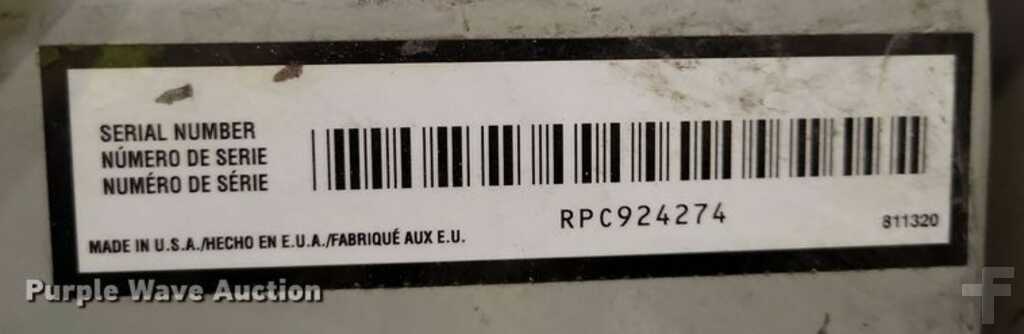 SERIAL NUMBER
NÚMERO DE SERIE
NUMÉRO DE SÉRIE
RPC924274
811320
MADE IN U.S.A./HECHO EN E.U.A./FABRIQUÉ AUX E.U.
Purple Wave Auction